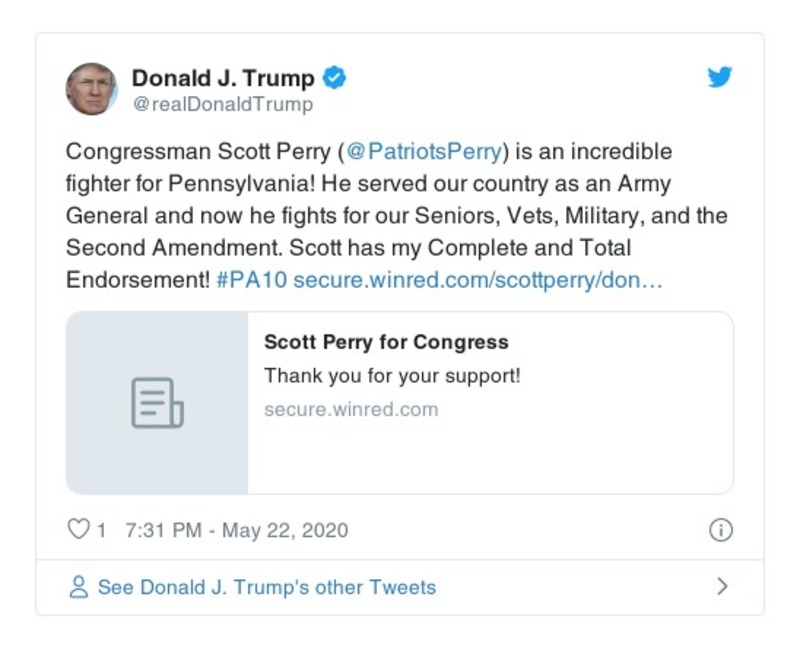 Donald J. Trump
@realDonaldTrump
Congressman Scott Perry (@PatriotsPerry) is an incredible
fighter for Pennsylvania! He served our country as an Army
General and now he fights for our Seniors, Vets, Military, and the
Second Amendment. Scott has my Complete and Total
Endorsement! #PA10 secure.winred.com/scottperry/don…
Scott Perry for Congress
Thank you for your support!
secure.winred.com
1 7:31 PM - May 22, 2020
See Donald J. Trump's other Tweets